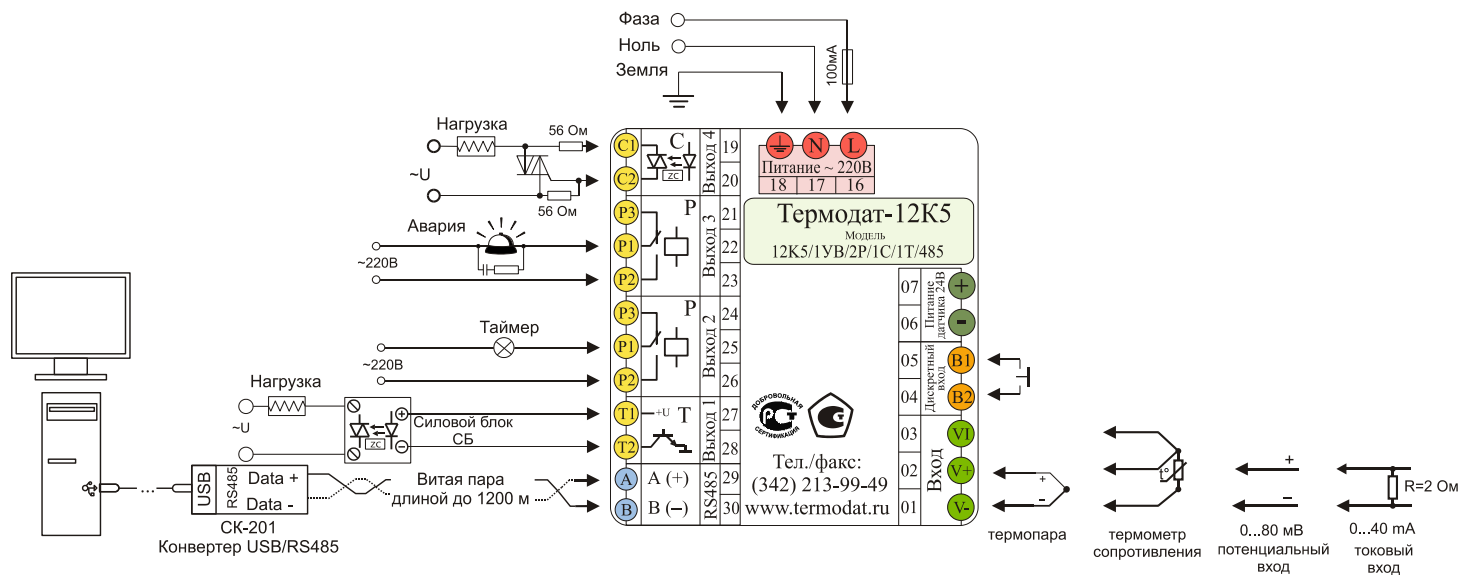 Фаза
Ноль
Земля
100мА
Нагрузка
56 Ом
~U
56 Ом
Авария
~220В
Таймер
~220В
Нагрузка
~U
Силовой блок
СБ
ZC
USB
RS485
Data +
Data -
СК-201
Конвертер USB/RS485
Витая пара
длиной до 1200 м
C1
C2
C
ZC
Выход 4
19
20
P3
P1
P2
P
Выход 3
21
22
23
P3
P1
P2
P
Выход 2
24
25
26
T1
T2
+U T
Выход 1
27
28
A
B
A (+)
B (–)
RS485
29
30
N
L
Питание ~ 220В
18 17 16
Термодат-12К5
Модель
12К5/1УВ/2Р/1С/1Т/485
07
06
Питание
датчика 24В
+
-
05
04
Дискретный
вход
B1
B2
03
02
01
Вход
VI
V+
V-
ДОБРОВОЛЬНАЯ
СЕРТИФИКАЦИЯ
Тел./факс:
(342) 213-99-49
www.termodat.ru
+
–
термопара
t°
термометр
сопротивления
+
–
0...80 мВ
потенциальный
вход
R=2 Ом
0...40 mA
токовый
вход